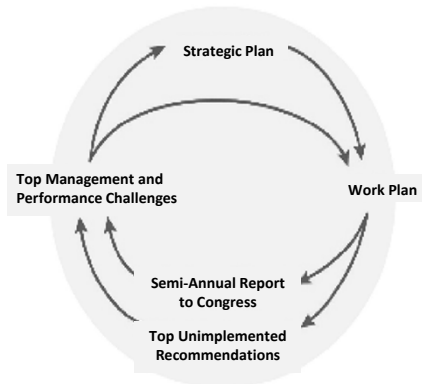 Strategic Plan
Top Management and
Performance Challenges
Work Plan
Semi-Annual Report
to Congress
Top Unimplemented
Recommendations